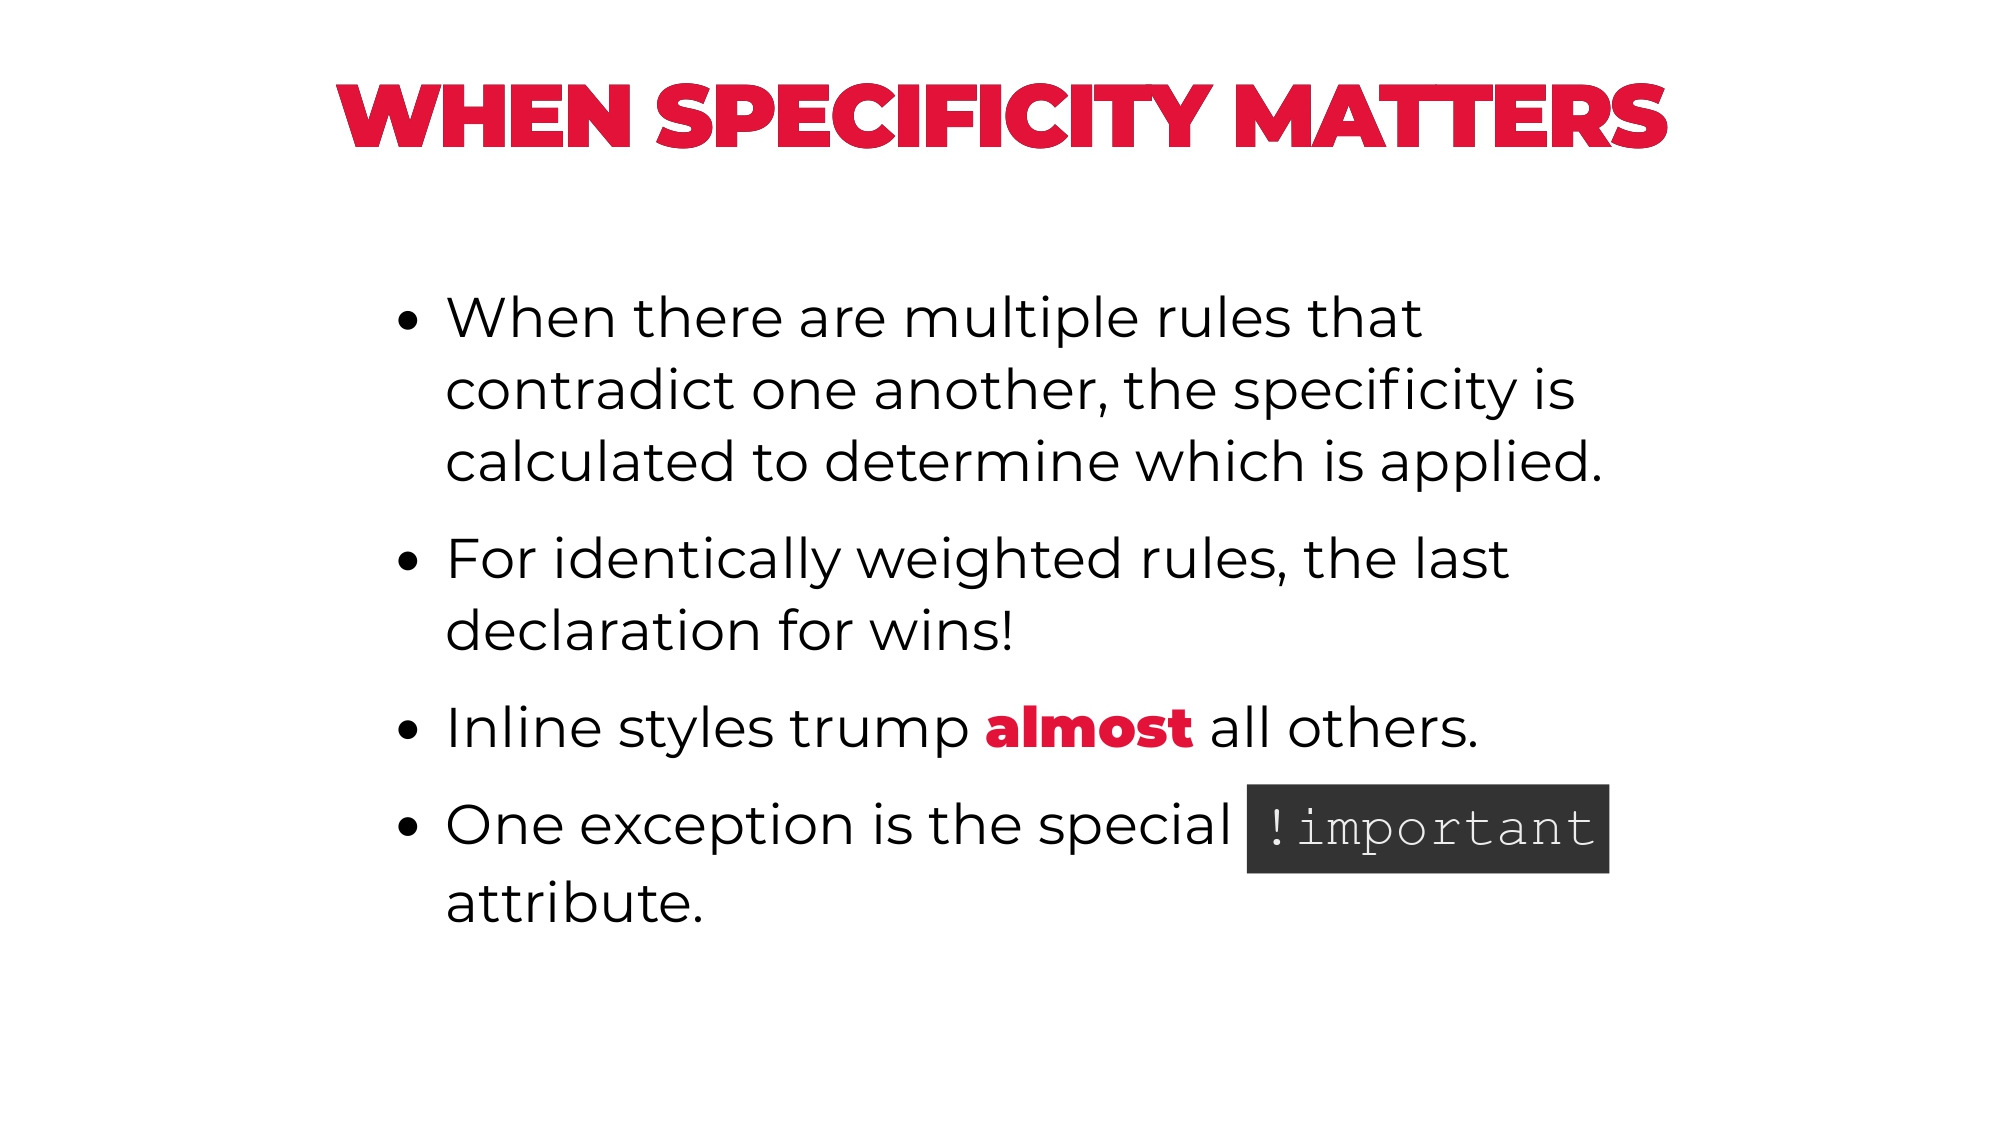 WHEN SPECIFICITY MATTERS
• When there are multiple rules that
contradict one another, the specificity is
calculated to determine which is applied.
• For identically weighted rules, the last
declaration for wins!
• Inline styles trump almost all others.
• One exception is the special !important
attribute.